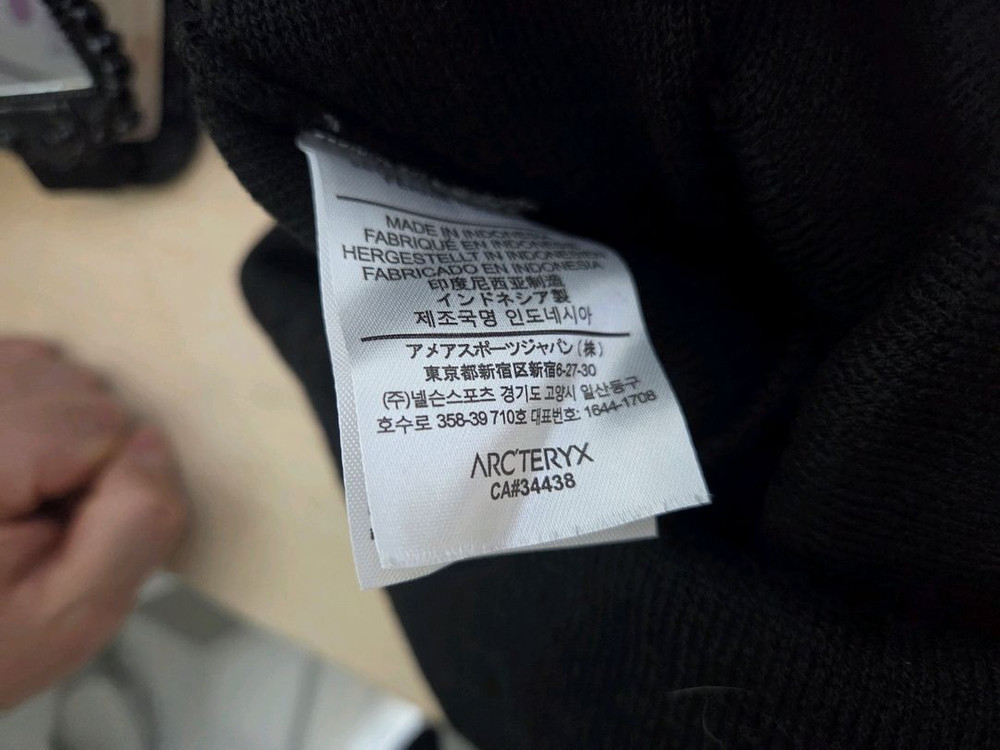 MADE IN INDONESIA
FABRIQUÉ EN INDONESIE
HERGESTELLT IN INDONESIEN
FABRICADO EN INDONESIA
印度尼西亚制造
インドネシア製
제조국명 인도네시아
アメアスポーツジャパン(株)
東京都新宿区新宿6-27-30
(주)넬슨스포츠 경기도 고양시 일산동구
호수로 358-39 710호 대표번호: 1644-1708
ARC'TERYX
CA#34438